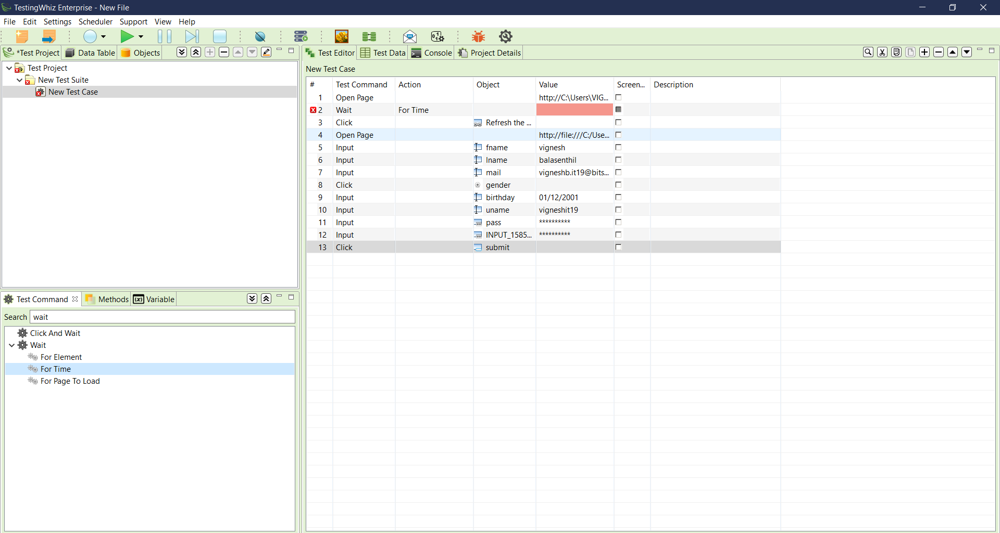 TestingWhiz Enterprise - New File
File Edit Settings Scheduler Support View Help
*Test Project Data Table Objects
Test Project
New Test Suite
New Test Case
Test Command Methods Variable
Search wait
Click And Wait
Wait
For Element
For Time
For Page To Load
Test Editor Test Data Console Project Details
New Test Case
# Test Command Action Object Value Screen... Description
1 Open Page http://C:\Users\VIG...
2 Wait For Time
3 Click Refresh the ...
4 Open Page http://file:///C:/Use...
5 Input fname vignesh
6 Input lname balasenthil
7 Input mail vigneshb.it19@bits...
8 Click gender
9 Input birthday 01/12/2001
10 Input uname vigneshit19
11 Input pass **********
12 Input INPUT_1585... **********
13 Click submit